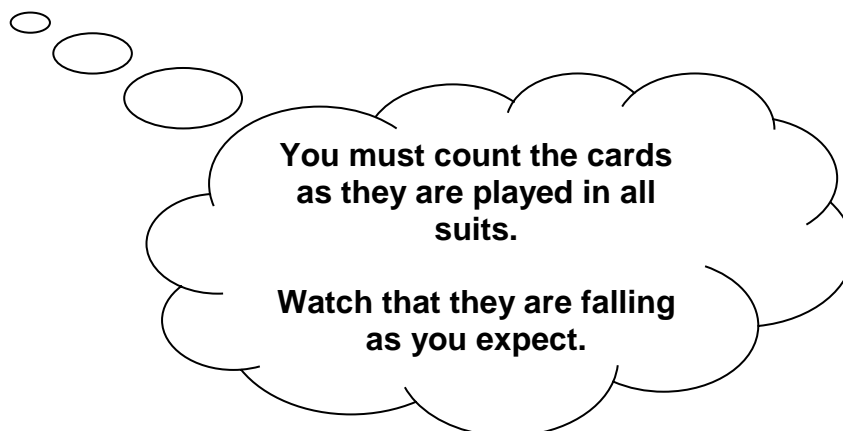 You must count the cards
as they are played in all
suits.
Watch that they are falling
as you expect.